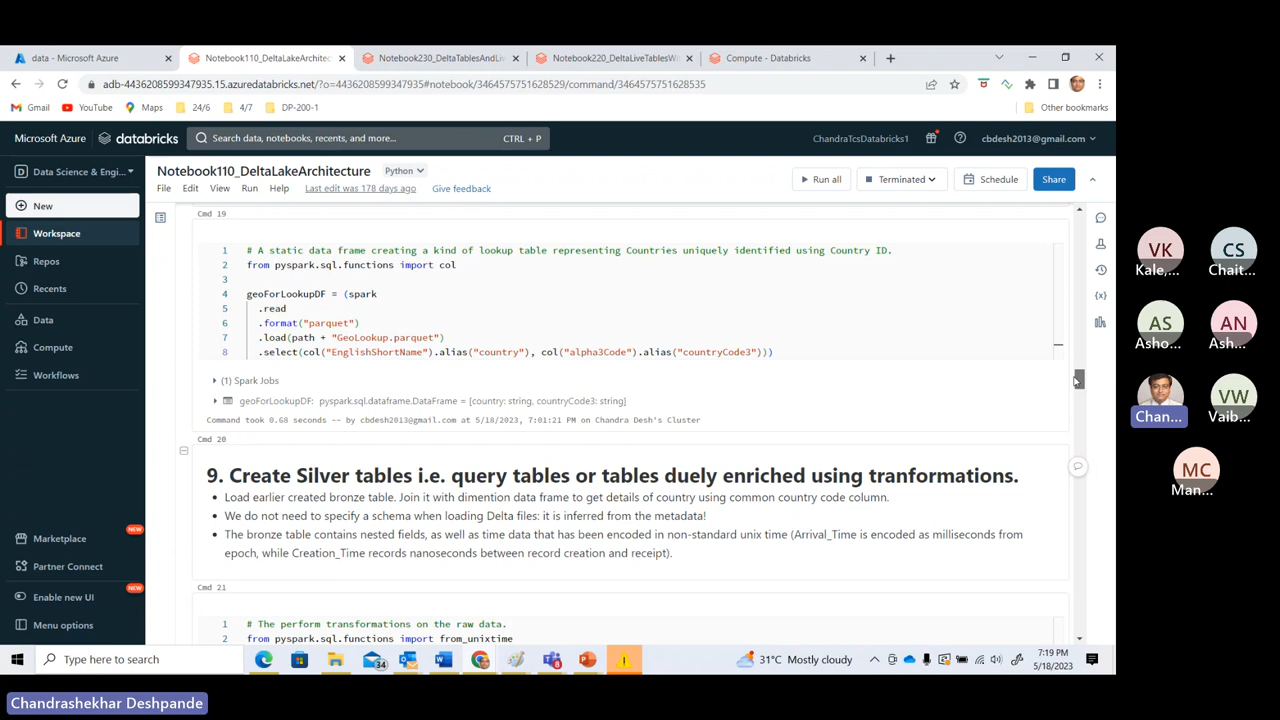 data - Microsoft Azure
Notebook110_DeltaLakeArchitec
Notebook230_DeltaTablesAndLiv
Notebook220_DeltaLiveTablesWi
Compute - Databricks
adb-4436208599347935.15.azuredatabricks.net/?o=4436208599347935#notebook/3464575751628529/command/3464575751628535
Gmail
YouTube
Maps
24/6
4/7
DP-200-1
Other bookmarks
Microsoft Azure
databricks
Search data, notebooks, recents, and more...
CTRL + P
ChandraTcsDatabricks1
cbdesh2013@gmail.com
D
Data Science & Engi...
New
Workspace
Repos
Recents
Data
Compute
Workflows
Marketplace
NEW
Partner Connect
Enable new UI
NEW
Menu options
Notebook110_DeltaLakeArchitecture
Python
File
Edit
View
Run
Help
Last edit was 178 days ago
Give feedback
Run all
Terminated
Schedule
Share
Cmd 19
1 # A static data frame creating a kind of lookup table representing Countries uniquely identified using Country ID.
2 from pyspark.sql.functions import col
3
4 geoForLookupDF = (spark
5 .read
6 .format("parquet")
7 .load(path + "GeoLookup.parquet")
8 .select(col("EnglishShortName").alias("country"), col("alpha3Code").alias("countryCode3")))
(1) Spark Jobs
geoForLookupDF: pyspark.sql.dataframe.DataFrame = [country: string, countryCode3: string]
Command took 0.68 seconds -- by cbdesh2013@gmail.com at 5/18/2023, 7:01:21 PM on Chandra Desh's Cluster
Cmd 20
9. Create Silver tables i.e. query tables or tables duely enriched using tranformations.
• Load earlier created bronze table. Join it with dimention data frame to get details of country using common country code column.
• We do not need to specify a schema when loading Delta files: it is inferred from the metadata!
• The bronze table contains nested fields, as well as time data that has been encoded in non-standard unix time (Arrival_Time is encoded as milliseconds from
epoch, while Creation_Time records nanoseconds between record creation and receipt).
Cmd 21
1 # The perform transformations on the raw data.
2 from pyspark.sql.functions import from_unixtime
VK
Kale,...
CS
Chait...
AS
Asho...
AN
Ash...
Chan...
VW
Vaib...
MC
Man...
Type here to search
34
8
31°C Mostly cloudy
7:19 PM
5/18/2023
Chandrashekhar Deshpande